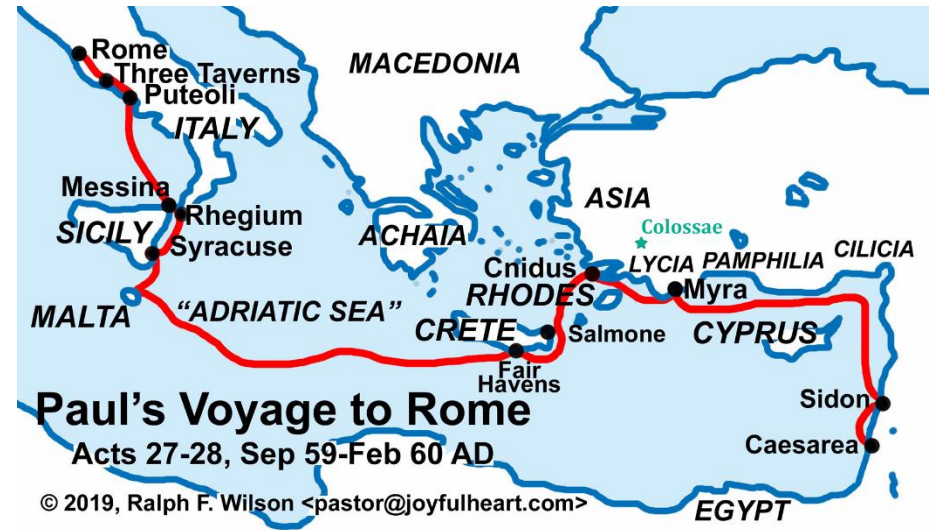 Rome
Three Taverns
Puteoli
ITALY
MACEDONIA
Messina
Rhegium
SICILY
Syracuse
MALTA
"ADRIATIC SEA"
ACHAIA
ASIA
Colossae
LYCIA
PAMPHILIA
CILICIA
Cnidus
RHODES
Myra
CRETE
Salmone
CYPRUS
Fair
Havens
Sidon
Caesarea
EGYPT
Paul's Voyage to Rome
Acts 27-28, Sep 59-Feb 60 AD
© 2019, Ralph F. Wilson <pastor@joyfulheart.com>